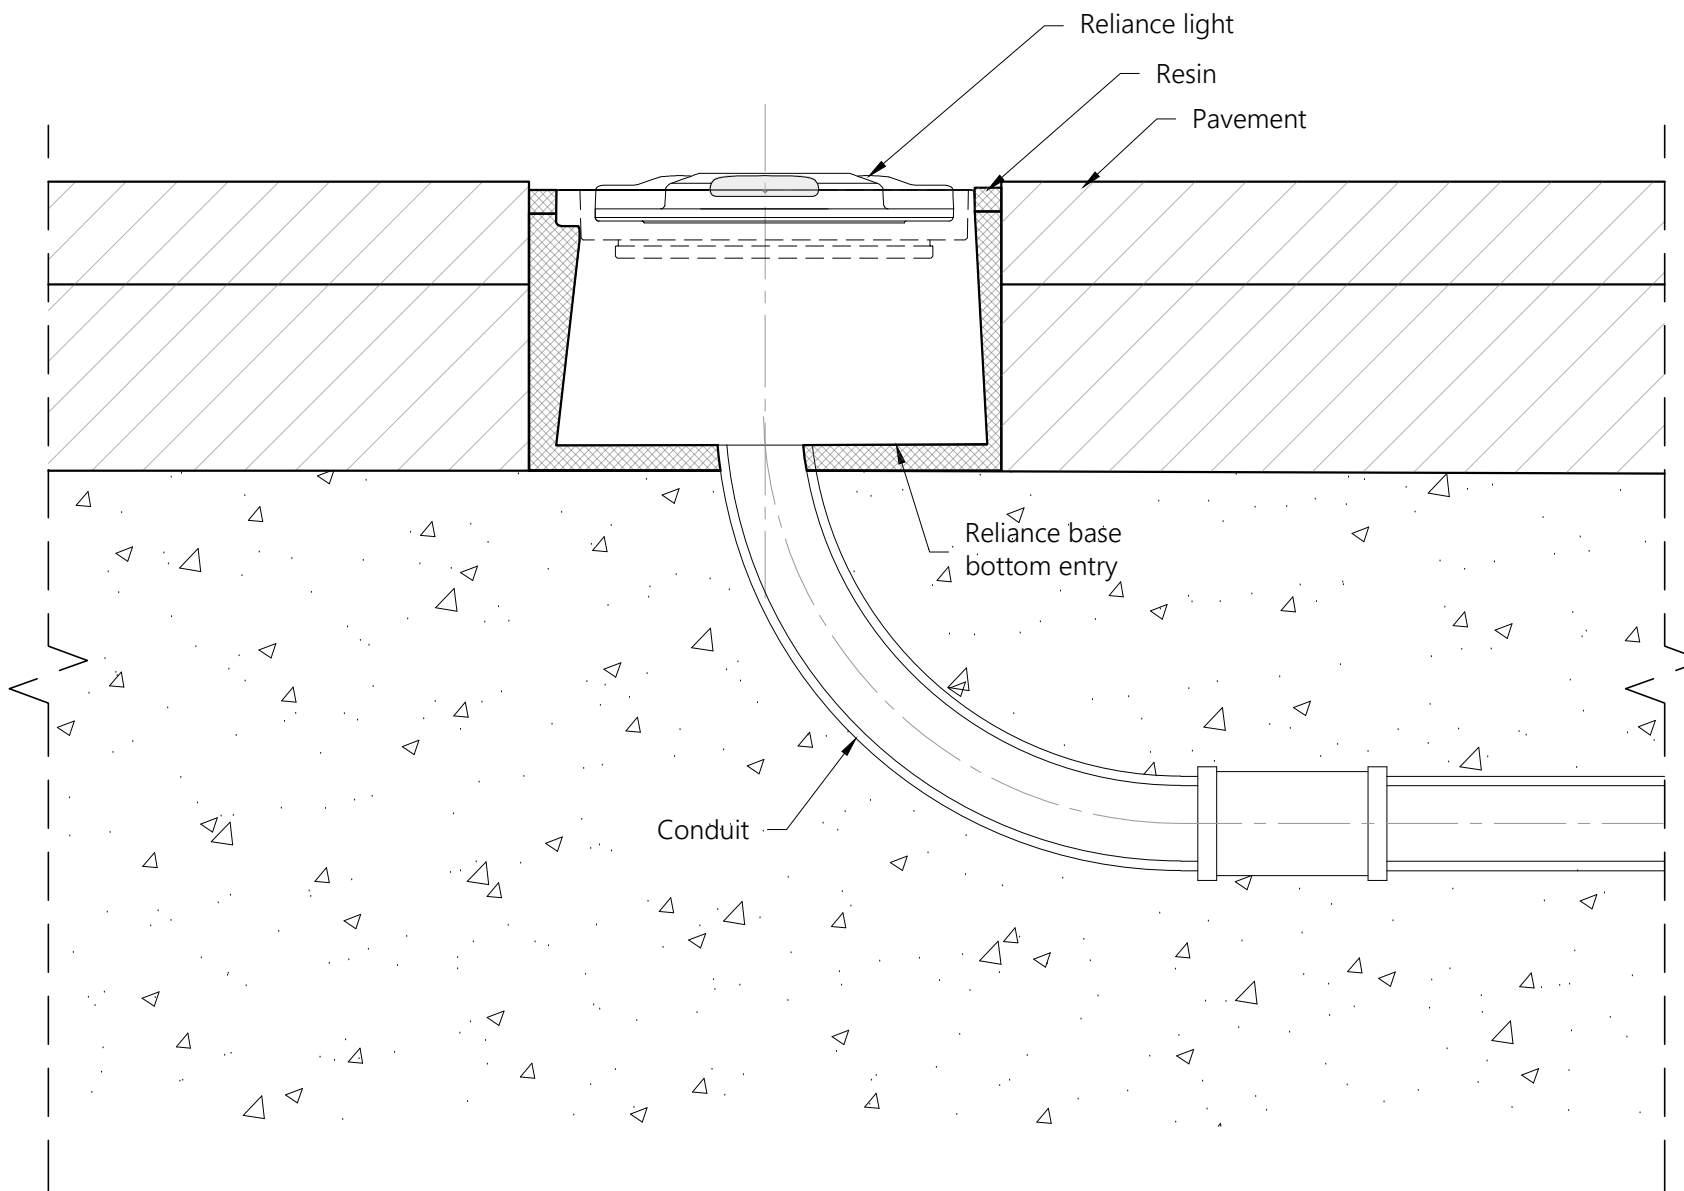 Reliance light
Resin
Pavement
Reliance base
bottom entry
Conduit